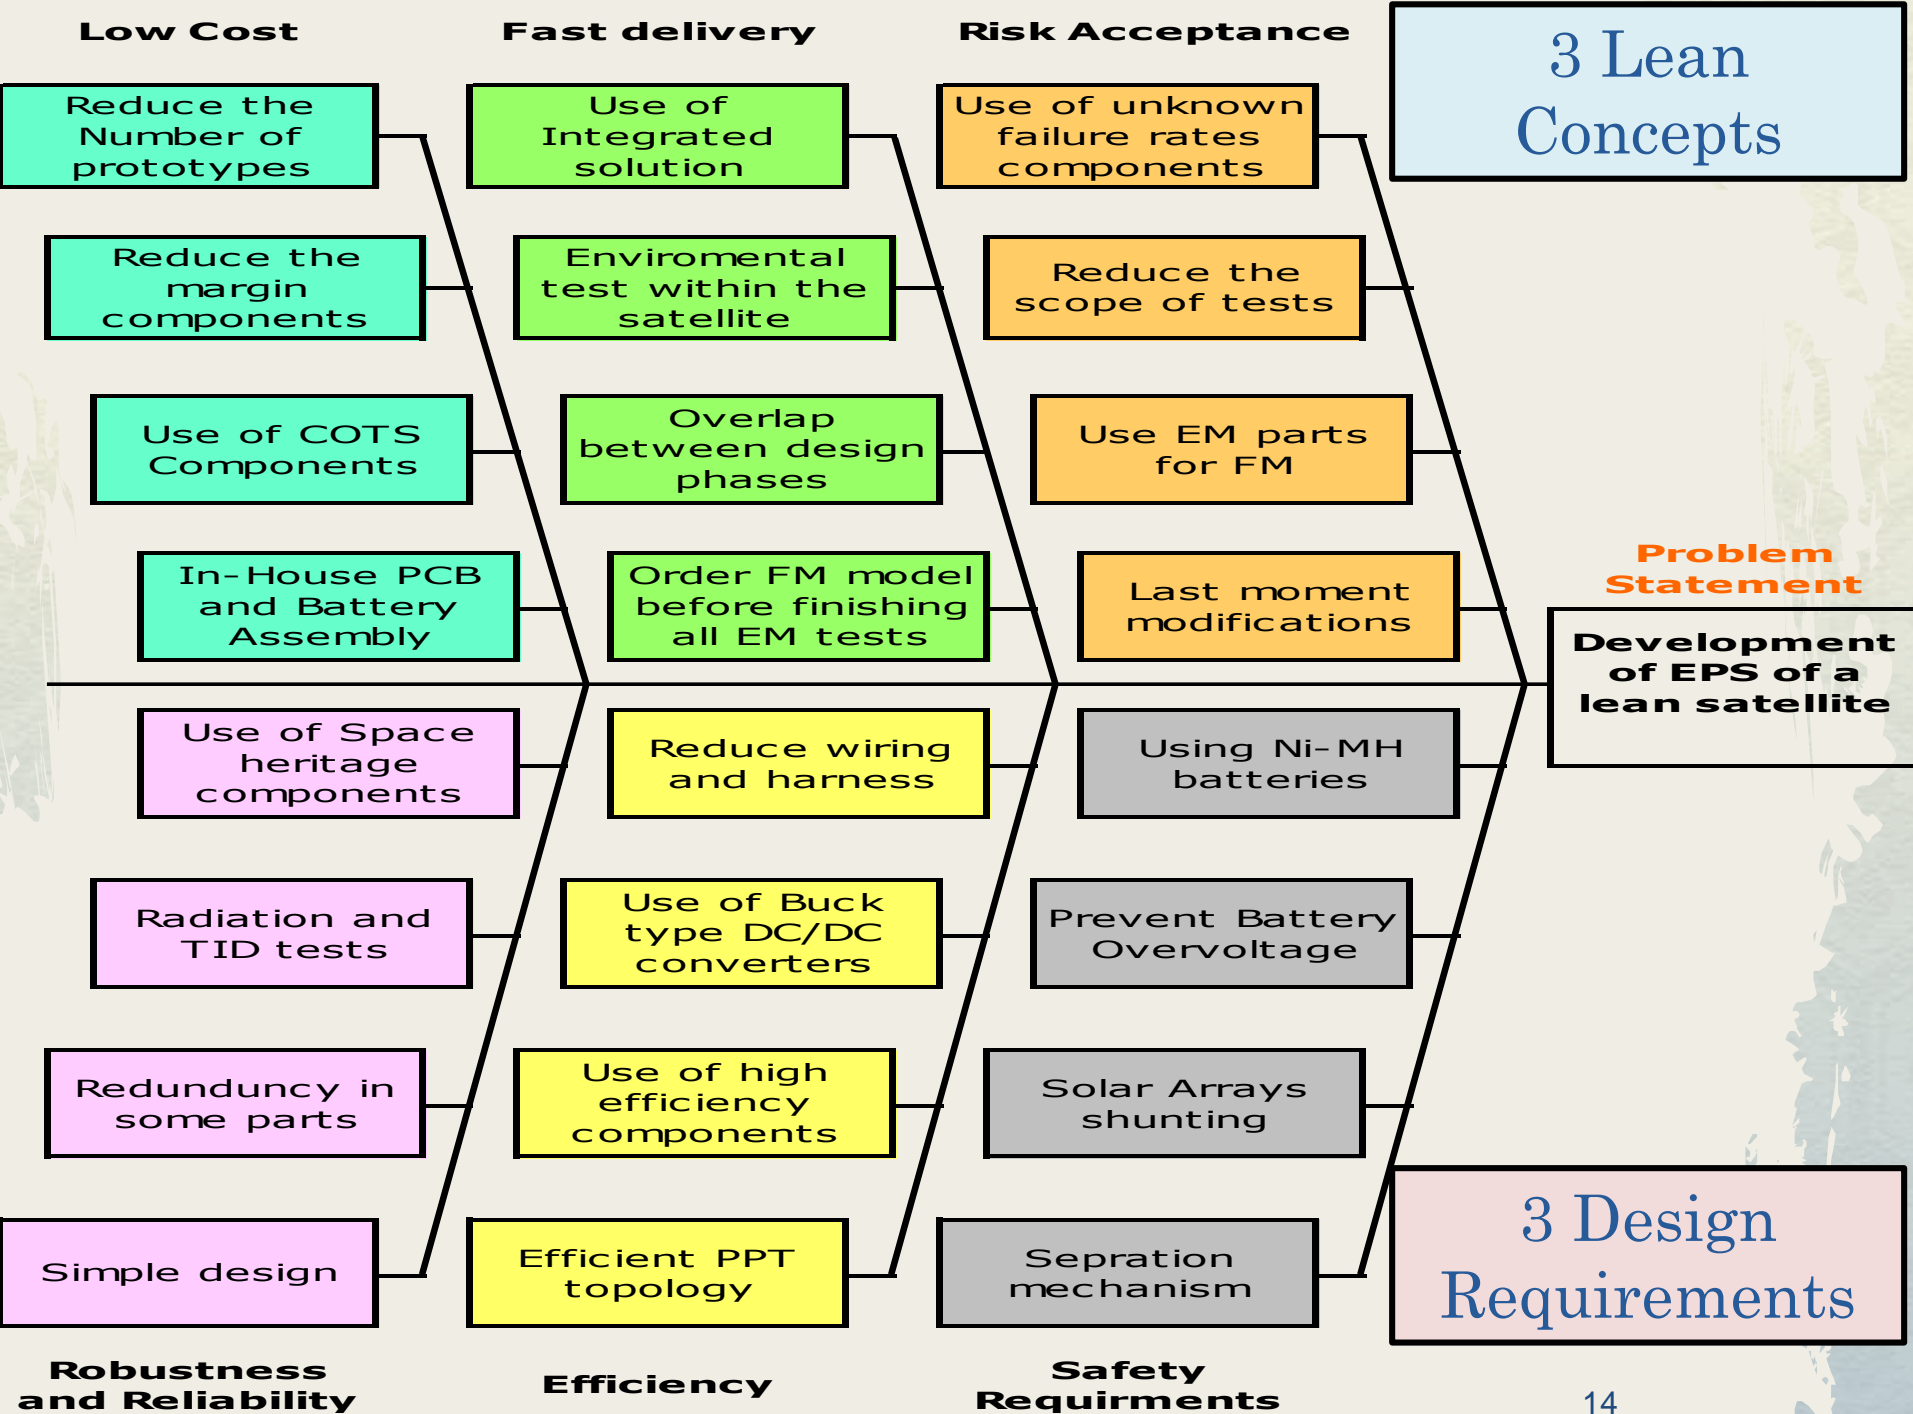 Low Cost
Fast delivery
Risk Acceptance
3 Lean
Concepts
Reduce the
Number of
prototypes
Use of
Integrated
solution
Use of unknown
failure rates
components
Reduce the
margin
components
Enviromental
test within the
satellite
Reduce the
scope of tests
Use of COTS
Components
Overlap
between design
phases
Use EM parts
for FM
In-House PCB
and Battery
Assembly
Order FM model
before finishing
all EM tests
Last moment
modifications
Problem
Statement
Development
of EPS of a
lean satellite
Use of Space
heritage
components
Reduce wiring
and harness
Using Ni-MH
batteries
Radiation and
TID tests
Use of Buck
type DC/DC
converters
Prevent Battery
Overvoltage
Redunduncy in
some parts
Use of high
efficiency
components
Solar Arrays
shunting
Simple design
Efficient PPT
topology
Sepration
mechanism
3 Design
Requirements
Robustness
and Reliability
Efficiency
Safety
Requirments
14